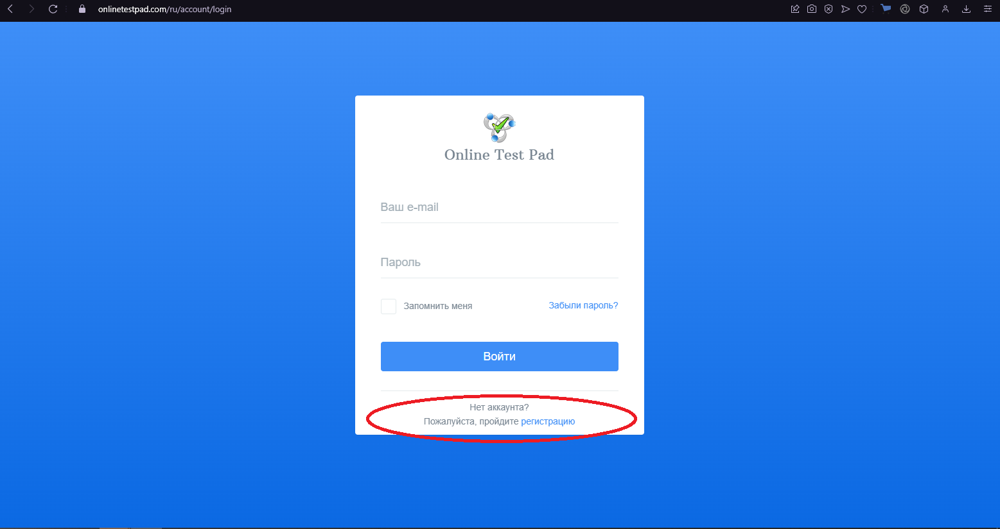 onlinetestpad.com/ru/account/login
Online Test Pad
Ваш e-mail
Пароль
Запомнить меня
Забыли пароль?
Войти
Нет аккаунта?
Пожалуйста, пройдите регистрацию